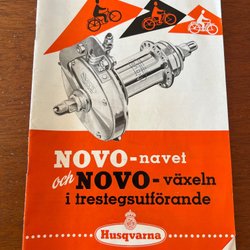 NOVO-navet
och NOVO-växeln
i trestegsutförande
Husqvarna